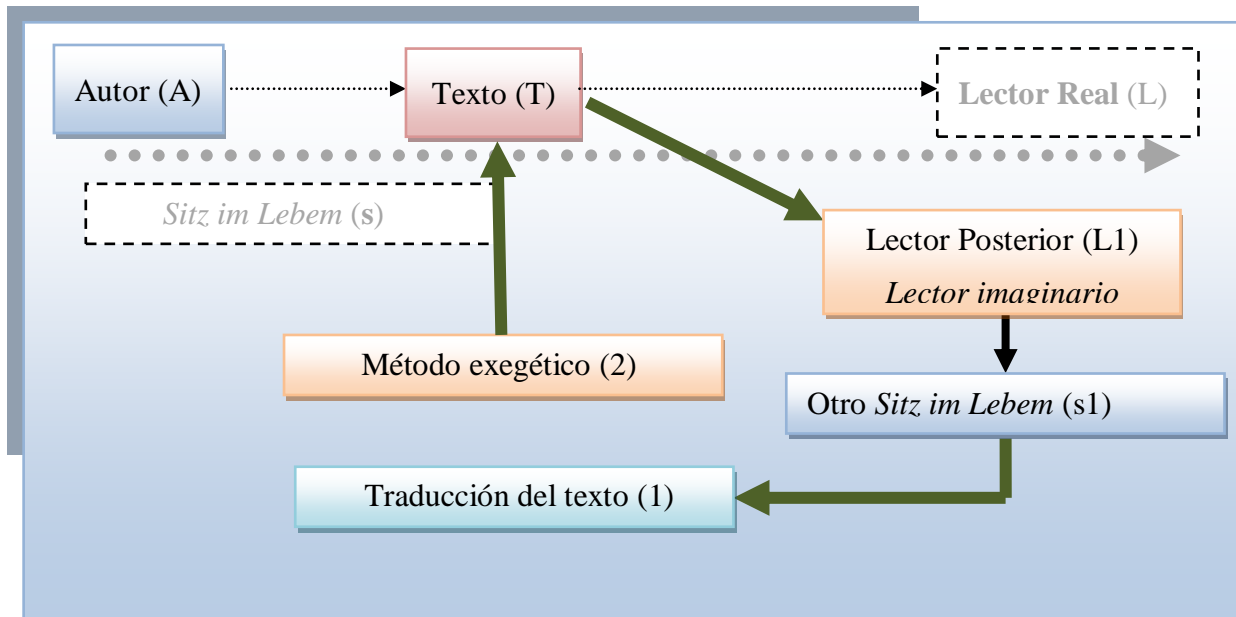 Autor (A)
Texto (T)
Lector Real (L)
Sitz im Lebem (s)
Lector Posterior (L1)
Lector imaginario
Método exegético (2)
Otro Sitz im Lebem (s1)
Traducción del texto (1)